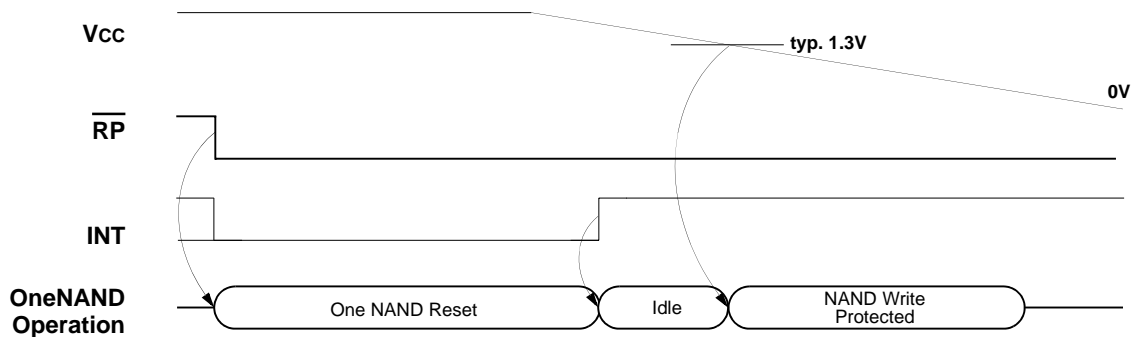 Vcc
typ. 1.3V
0V
RP
INT
OneNAND
Operation
One NAND Reset
Idle
NAND Write
Protected